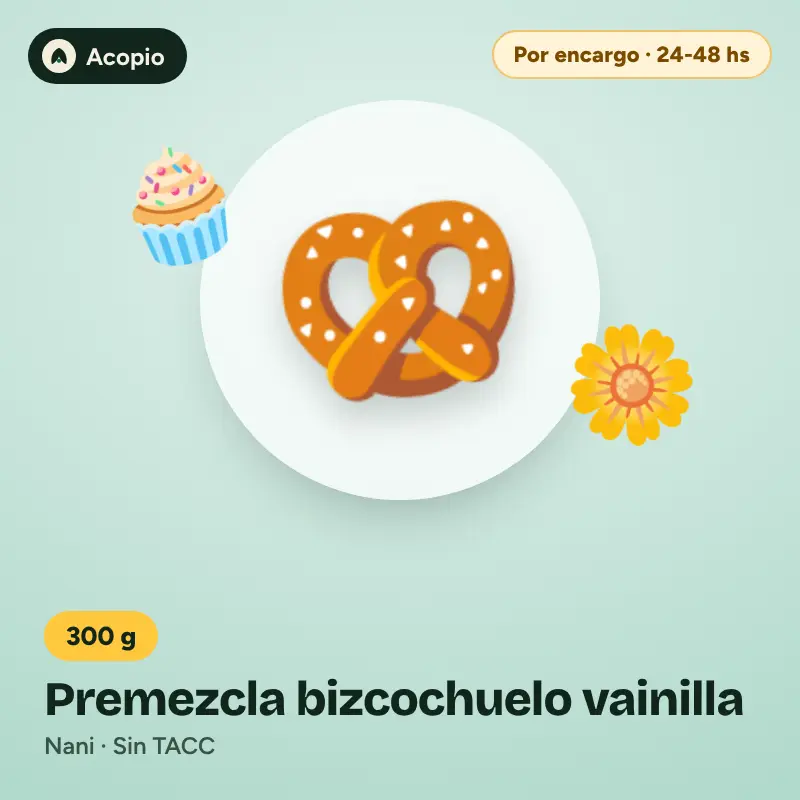 Acopio
Por encargo · 24-48 hs
300 g
Premezcla bizcochuelo vainilla
Nani · Sin TACC